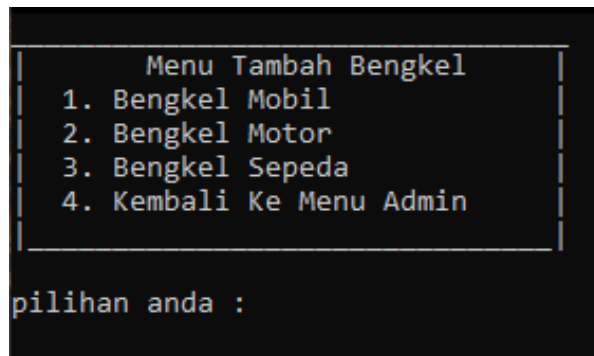 Menu Tambah Bengkel
1. Bengkel Mobil
2. Bengkel Motor
3. Bengkel Sepeda
4. Kembali Ke Menu Admin
pilihan anda :